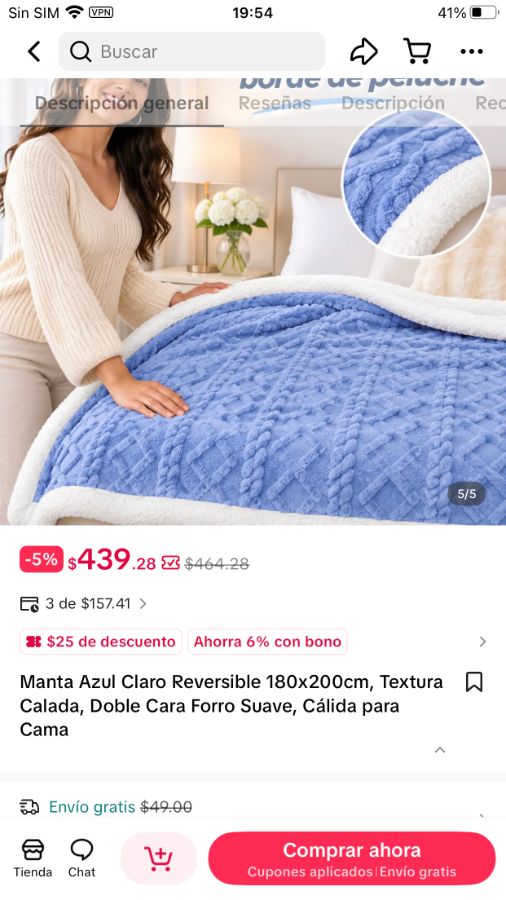 Sin SIM VPN 19:54 41%
Buscar
borde de peluche
Descripción general Reseñas Descripción Rec
5/5
-5% $439.28 $464.28
3 de $157.41
$25 de descuento Ahorra 6% con bono
Manta Azul Claro Reversible 180x200cm, Textura
Calada, Doble Cara Forro Suave, Cálida para
Cama
Envío gratis $49.00
Tienda Chat Comprar ahora
Cupones aplicados | Envío gratis